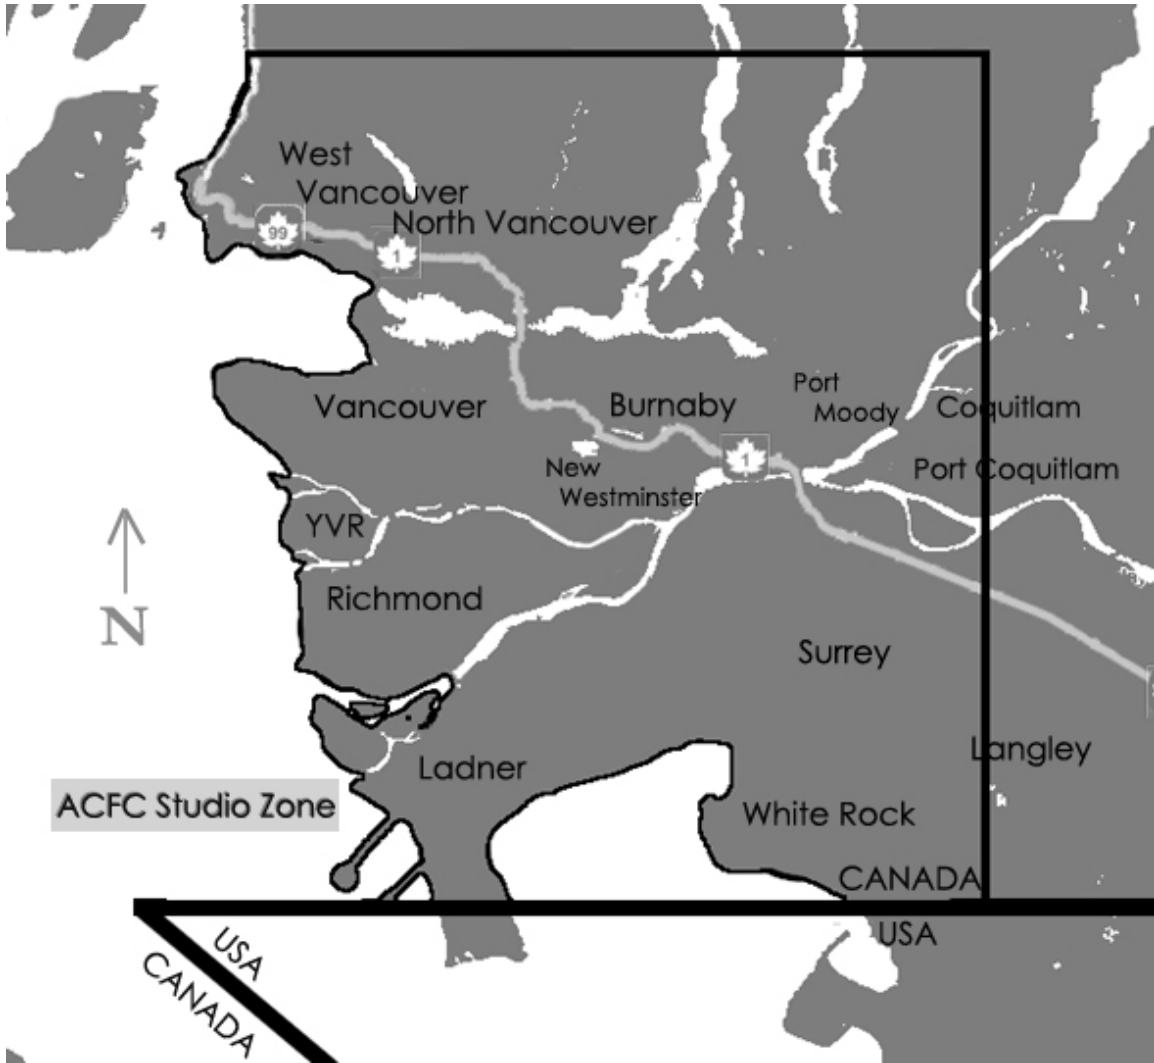 West
Vancouver
North Vancouver
99
1
Port
Moody
Vancouver
Burnaby
Coquitlam
1
New
Westminster
Port Coquitlam
YVR
N
Richmond
Surrey
Ladner
Langley
ACFC Studio Zone
White Rock
CANADA
USA
USA
CANADA